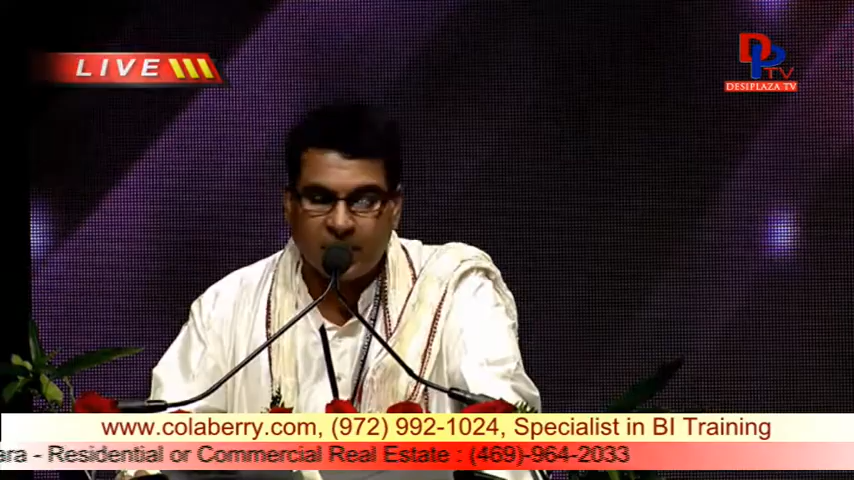 LIVE
DP TV
DESIPLAZA TV
www.colaberry.com, (972) 992-1024, Specialist in BI Training
ara - Residential or Commercial Real Estate : (469)-964-2033